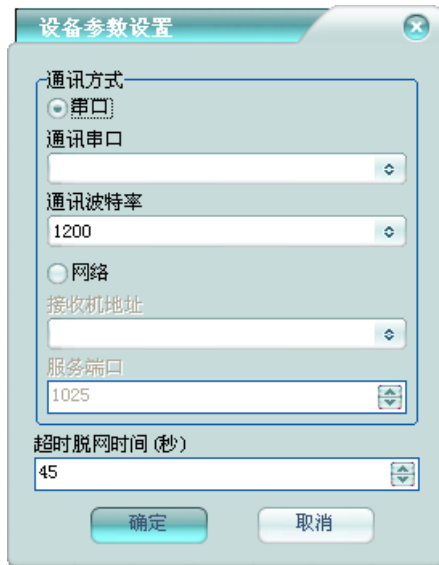 设备参数设置
通讯方式
串口
通讯串口
通讯波特率
1200
网络
接收机地址
服务端口
1025
超时脱网时间(秒)
45
确定
取消